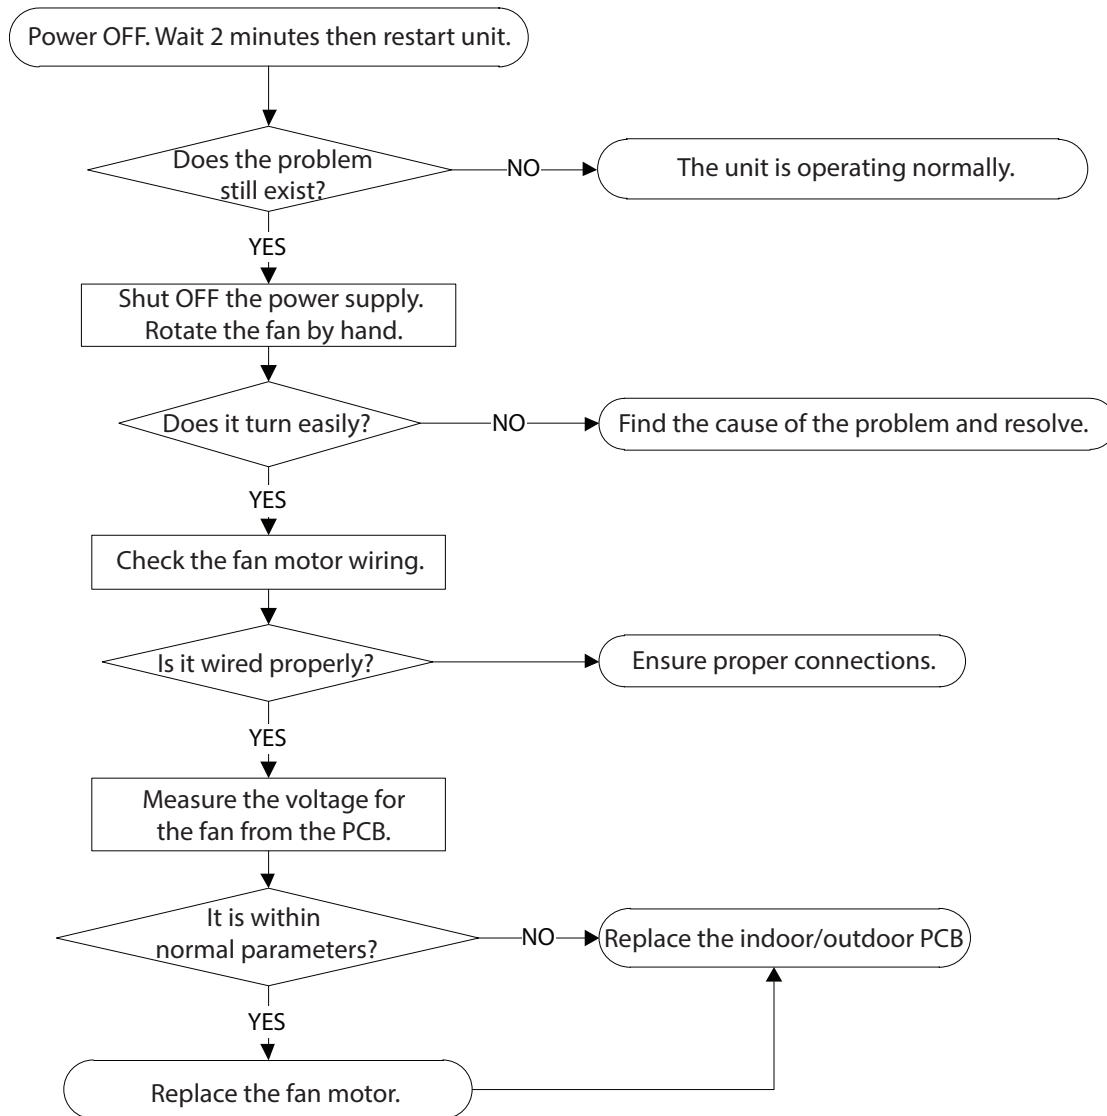 Power OFF. Wait 2 minutes then restart unit.
Does the problem
still exist?
NO
The unit is operating normally.
YES
Shut OFF the power supply.
Rotate the fan by hand.
Does it turn easily?
NO
Find the cause of the problem and resolve.
YES
Check the fan motor wiring.
Is it wired properly?
Ensure proper connections.
YES
Measure the voltage for
the fan from the PCB.
It is within
normal parameters?
NO
Replace the indoor/outdoor PCB
YES
Replace the fan motor.